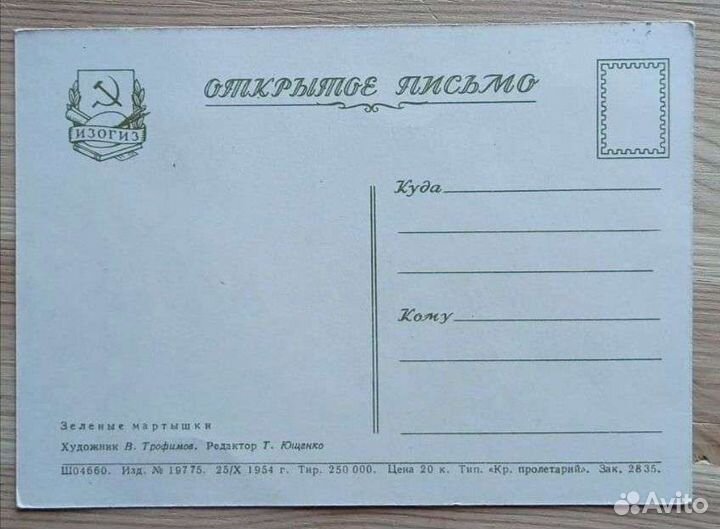 ОТКРЫТОЕ ПИСЬМО
ИЗОГИЗ
Куда
Кому
Зеленые мартышки
Художник В. Трофимов. Редактор Т. Ющенко
Ш04660. Изд. № 19775. 25/X 1954 г. Тир. 250 000. Цена 20 к. Тип. «Кр. пролетарий». Зак. 2835.
Avito